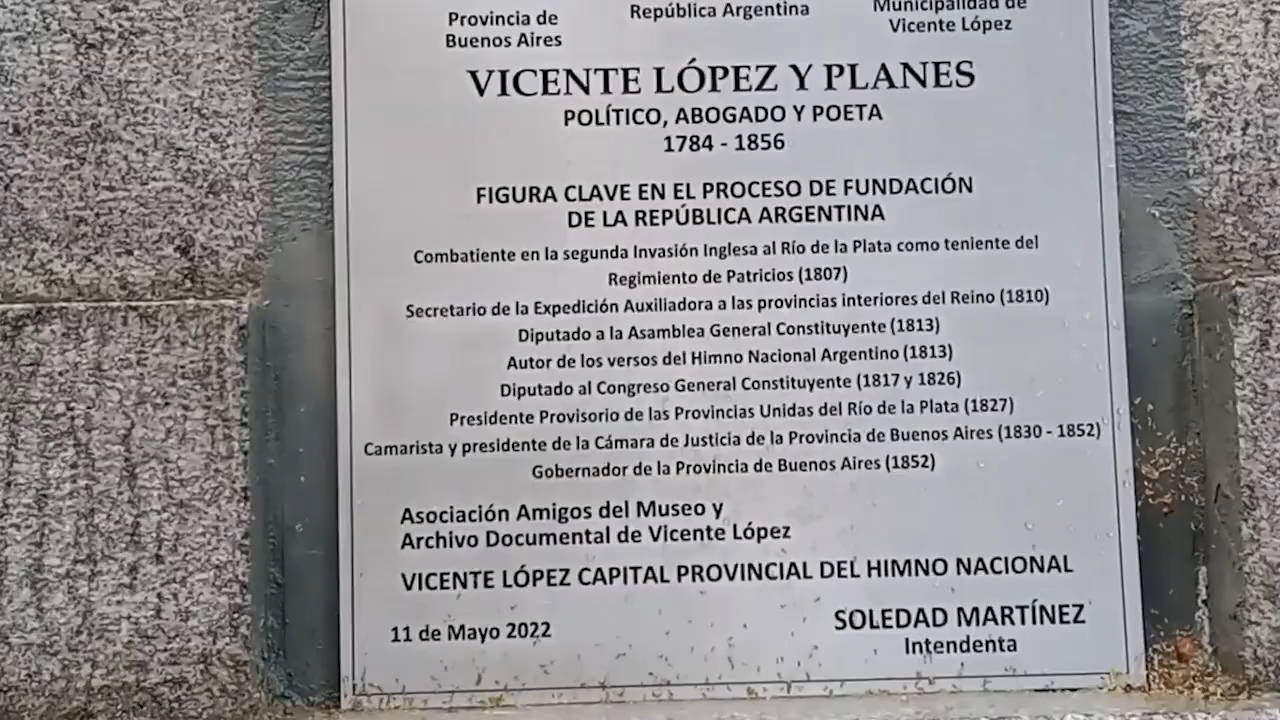 Provincia de
Buenos Aires
República Argentina
Municipalidad de
Vicente López
VICENTE LÓPEZ Y PLANES
POLÍTICO, ABOGADO Y POETA
1784 - 1856
FIGURA CLAVE EN EL PROCESO DE FUNDACIÓN
DE LA REPÚBLICA ARGENTINA
Combatiente en la segunda Invasión Inglesa al Río de la Plata como teniente del
Regimiento de Patricios (1807)
Secretario de la Expedición Auxiliadora a las provincias interiores del Reino (1810)
Diputado a la Asamblea General Constituyente (1813)
Autor de los versos del Himno Nacional Argentino (1813)
Diputado al Congreso General Constituyente (1817 y 1826)
Presidente Provisorio de las Provincias Unidas del Río de la Plata (1827)
Camarista y presidente de la Cámara de Justicia de la Provincia de Buenos Aires (1830 - 1852)
Gobernador de la Provincia de Buenos Aires (1852)
Asociación Amigos del Museo y
Archivo Documental de Vicente López
VICENTE LÓPEZ CAPITAL PROVINCIAL DEL HIMNO NACIONAL
11 de Mayo 2022
SOLEDAD MARTÍNEZ
Intendenta